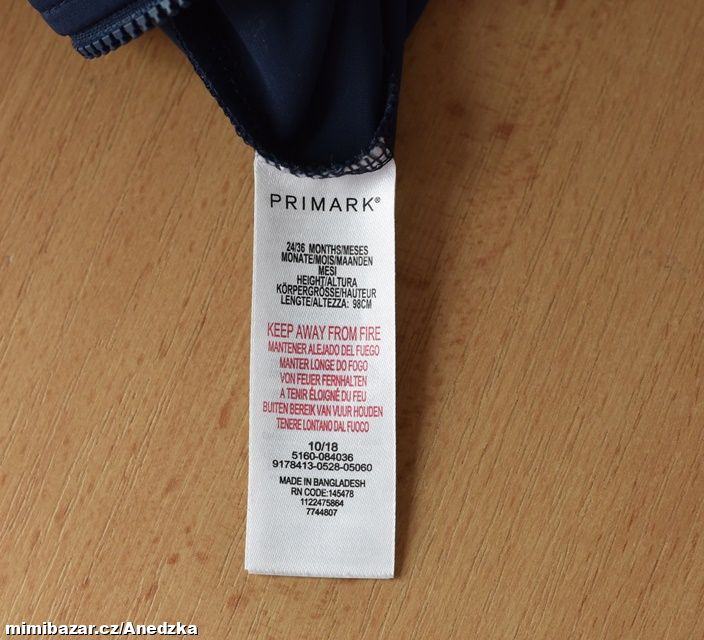 PRIMARK®
24/36 MONTHS/MESES
MONATE/MOIS/MAANDEN
MESI
HEIGHT/ALTURA
KÖRPERGRÖSSE/HAUTEUR
LENGTE/ALTEZZA: 98CM
KEEP AWAY FROM FIRE
MANTENER ALEJADO DEL FUEGO
MANTER LONGE DO FOGO
VON FEUER FERNHALTEN
A TENIR ÉLOIGNÉ DU FEU
BUITEN BEREIK VAN VUUR HOUDEN
TENERE LONTANO DAL FUOCO
10/18
5160-084036
9178413-0528-05060
MADE IN BANGLADESH
RN CODE:145478
1122475864
7744807
mimibazar.cz/Anedzka